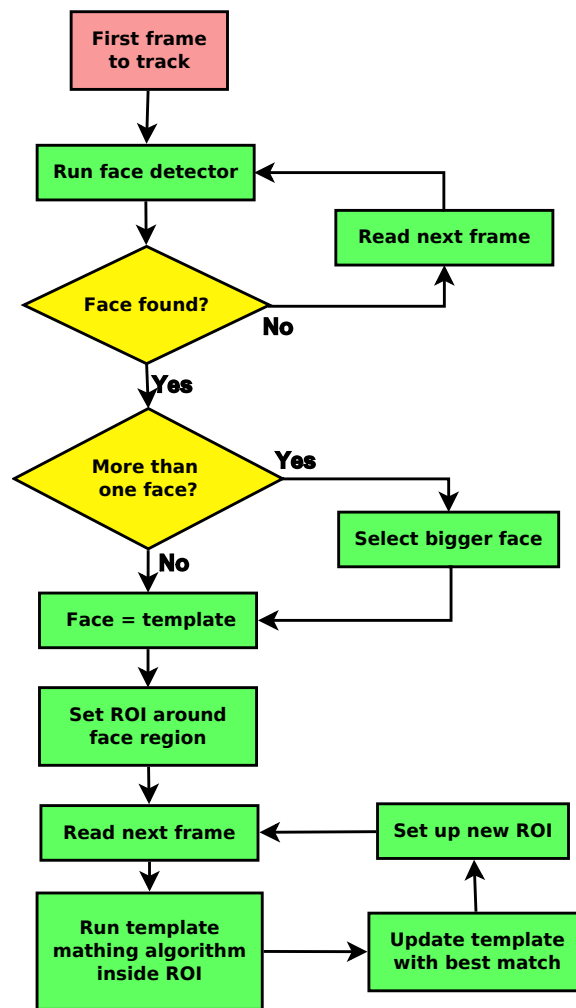 First frame
to track
Run face detector
Read next frame
Face found?
No
Yes
More than
one face?
Yes
Select bigger face
No
Face = template
Set ROI around
face region
Read next frame
Set up new ROI
Run template
mathing algorithm
inside ROI
Update template
with best match